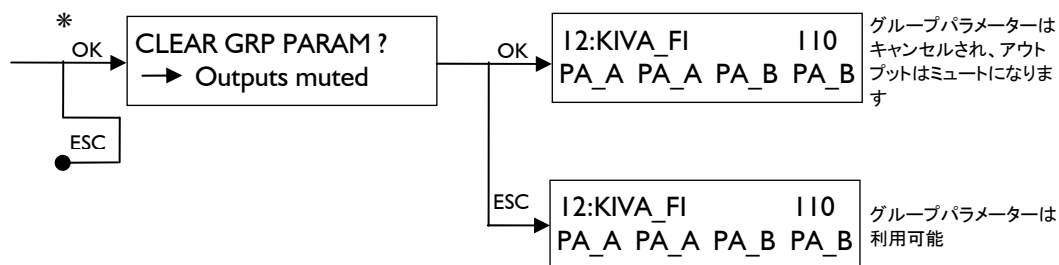 *
OK
CLEAR GRP PARAM ?
Outputs muted
ESC
OK
12:KIVA_FI 110
PA_A PA_A PA_B PA_B
グループパラメーターは
キャンセルされ、アウト
プットはミュートになりま
す
ESC
12:KIVA_FI 110
PA_A PA_A PA_B PA_B
グループパラメーターは
利用可能